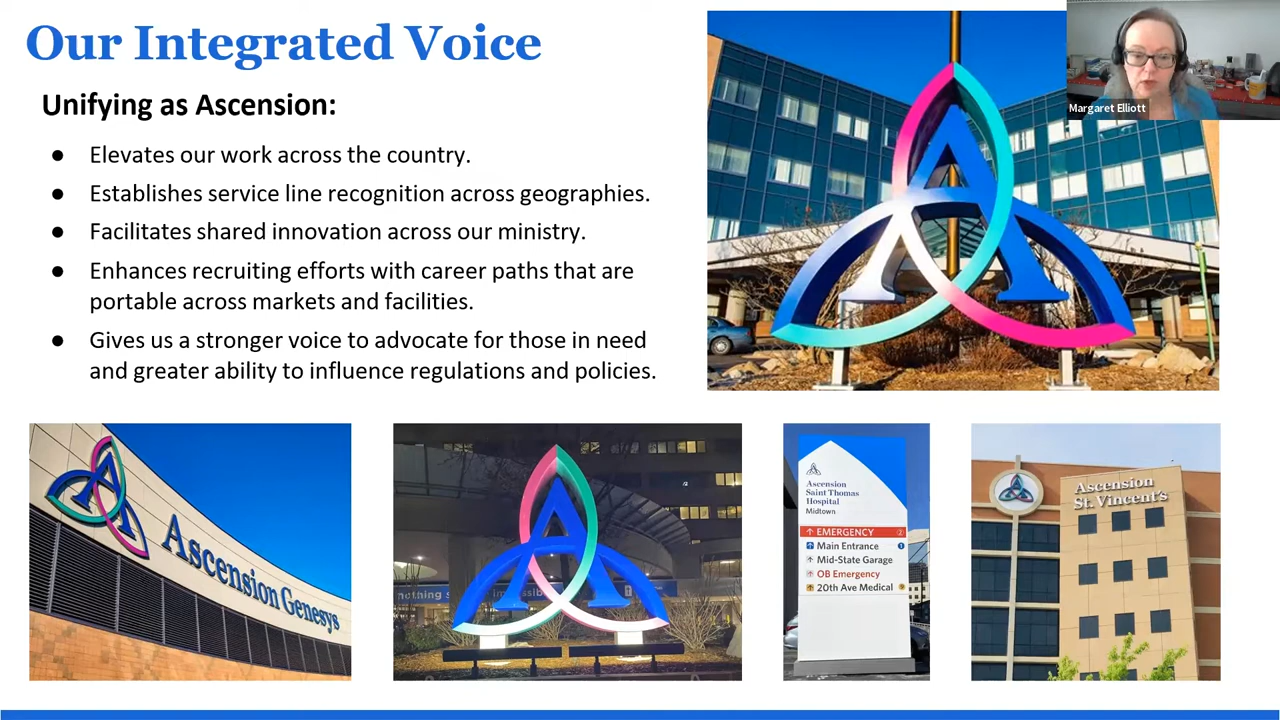 Our Integrated Voice
Unifying as Ascension:
● Elevates our work across the country.
● Establishes service line recognition across geographies.
● Facilitates shared innovation across our ministry.
● Enhances recruiting efforts with career paths that are
portable across markets and facilities.
● Gives us a stronger voice to advocate for those in need
and greater ability to influence regulations and policies.
Margaret Elliott
Ascension Genesys
nothing
impossib
Ascension
Saint Thomas
Hospital
Midtown
EMERGENCY
Main Entrance
Mid-State Garage
OB Emergency
20th Ave Medical
Ascension
St. Vincent's